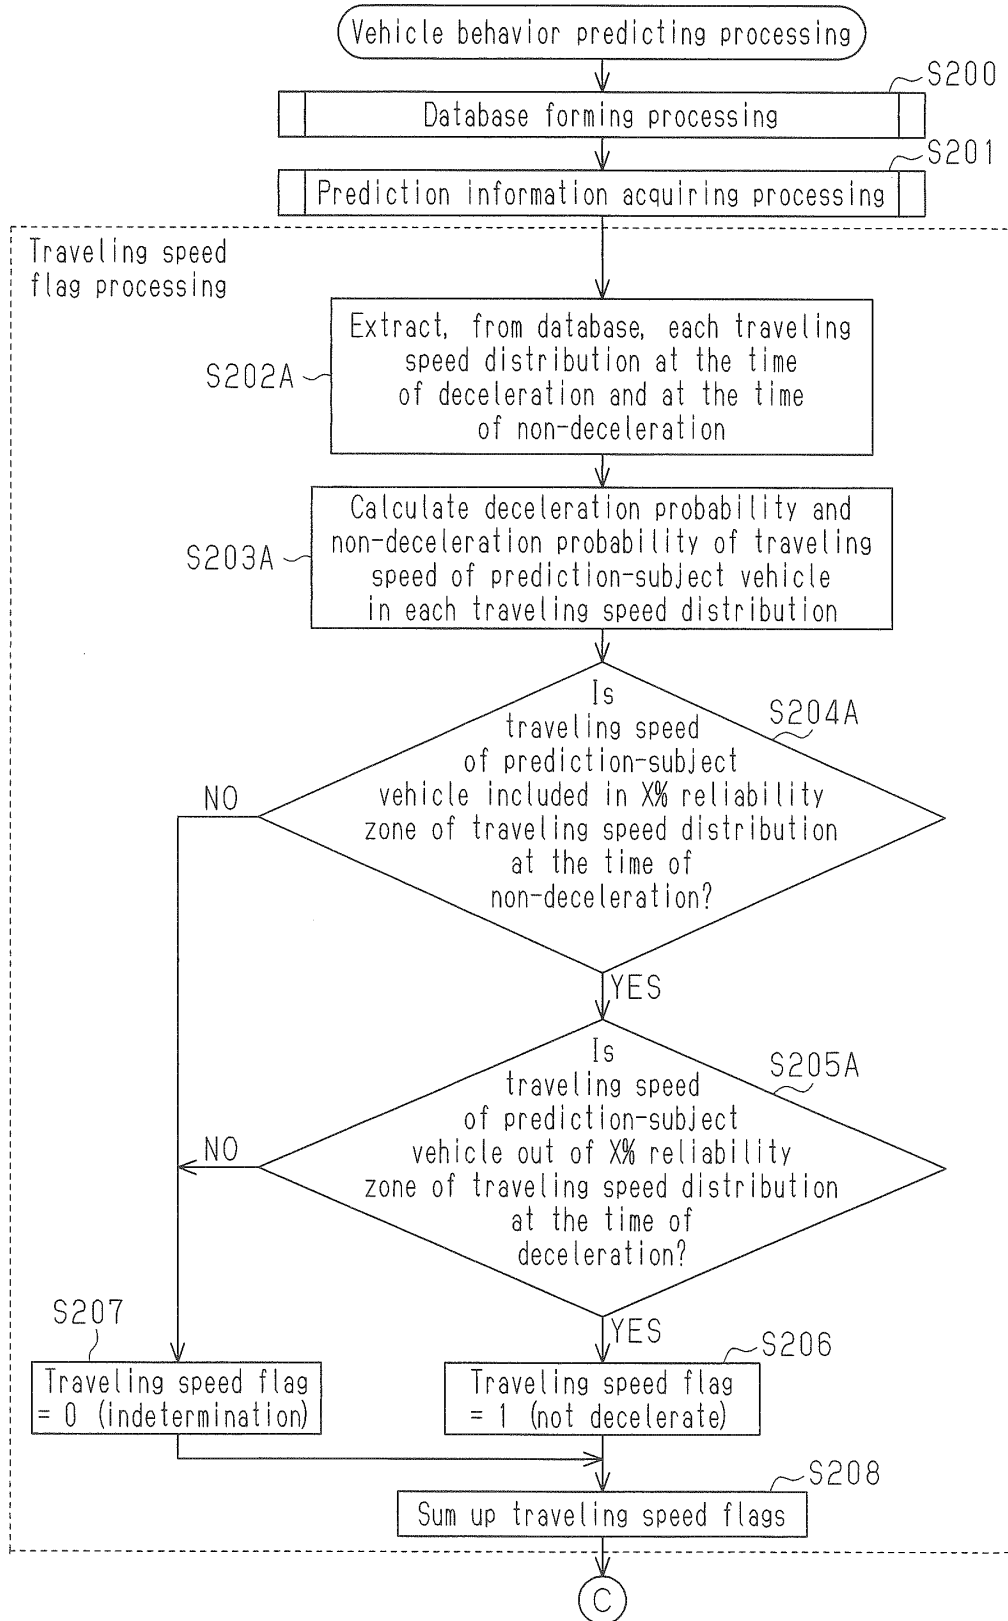 Vehicle behavior predicting processing
S200
Database forming processing
S201
Prediction information acquiring processing
Traveling speed
flag processing
Extract, from database, each traveling
speed distribution at the time
of deceleration and at the time
of non-deceleration
S202A
Calculate deceleration probability and
non-deceleration probability of traveling
speed of prediction-subject vehicle
in each traveling speed distribution
S203A
Is
traveling speed
of prediction-subject
vehicle included in X% reliability
zone of traveling speed distribution
at the time of
non-deceleration?
S204A
NO
YES
Is
traveling speed
of prediction-subject
vehicle out of X% reliability
zone of traveling speed distribution
at the time of
deceleration?
S205A
NO
YES
S207
Traveling speed flag
= 0 (indetermination)
S206
Traveling speed flag
= 1 (not decelerate)
S208
Sum up traveling speed flags
C